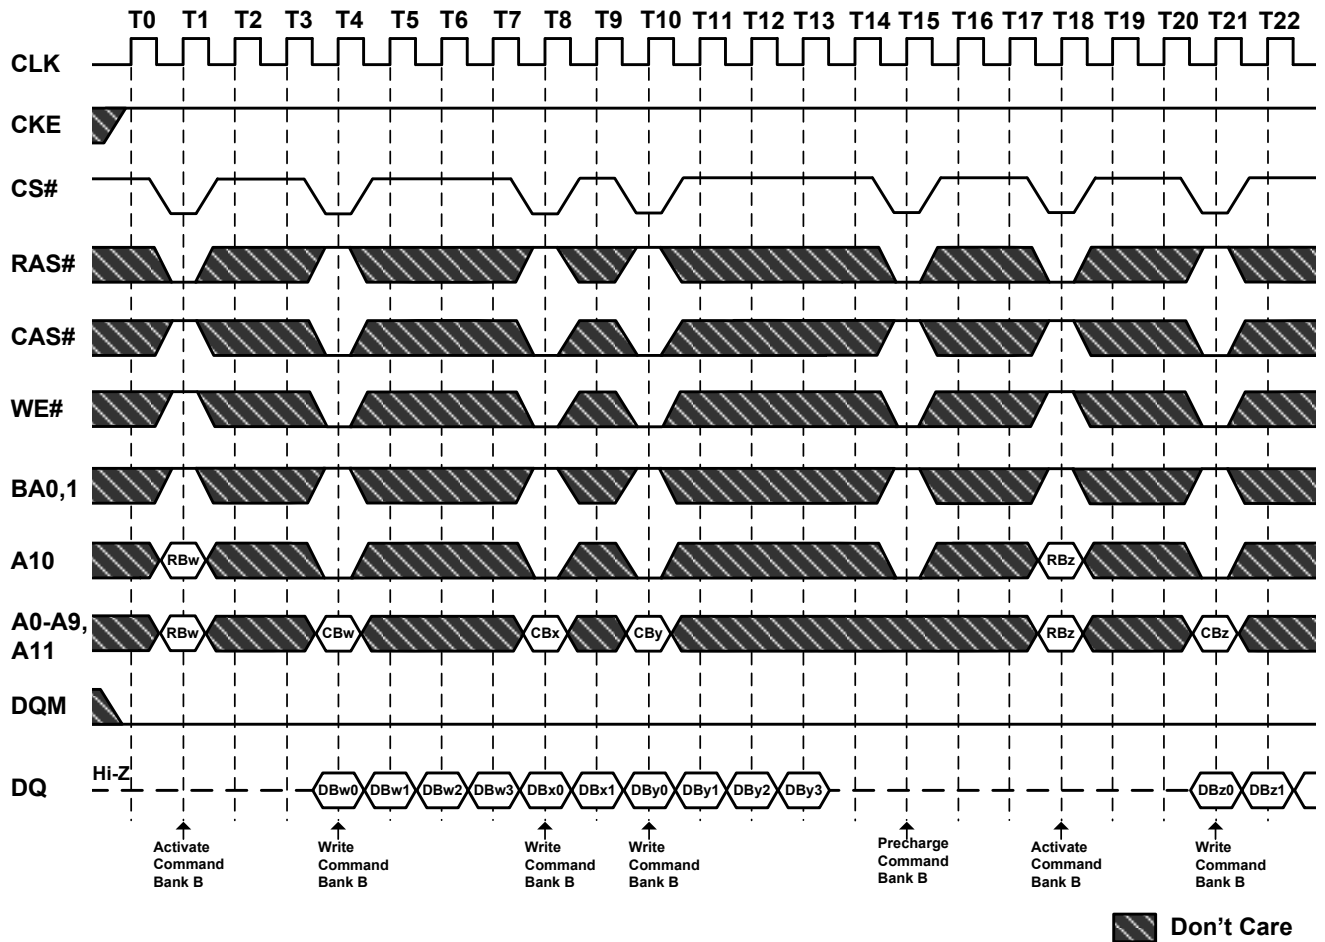 T0 T1 T2 T3 T4 T5 T6 T7 T8 T9 T10 T11 T12 T13 T14 T15 T16 T17 T18 T19 T20 T21 T22
CLK
CKE
CS#
RAS#
CAS#
WE#
BA0,1
A10 RBw RBz
A0-A9,
A11
RBw CBw CBx CBy RBz CBz
DQM
Hi-Z
DQ DBw0 DBw1 DBw2 DBw3 DBx0 DBx1 DBy0 DBy1 DBy2 DBy3 DBz0 DBz1
Activate
Command
Bank B
Write
Command
Bank B
Write
Command
Bank B
Write
Command
Bank B
Precharge
Command
Bank B
Activate
Command
Bank B
Write
Command
Bank B
Don't Care